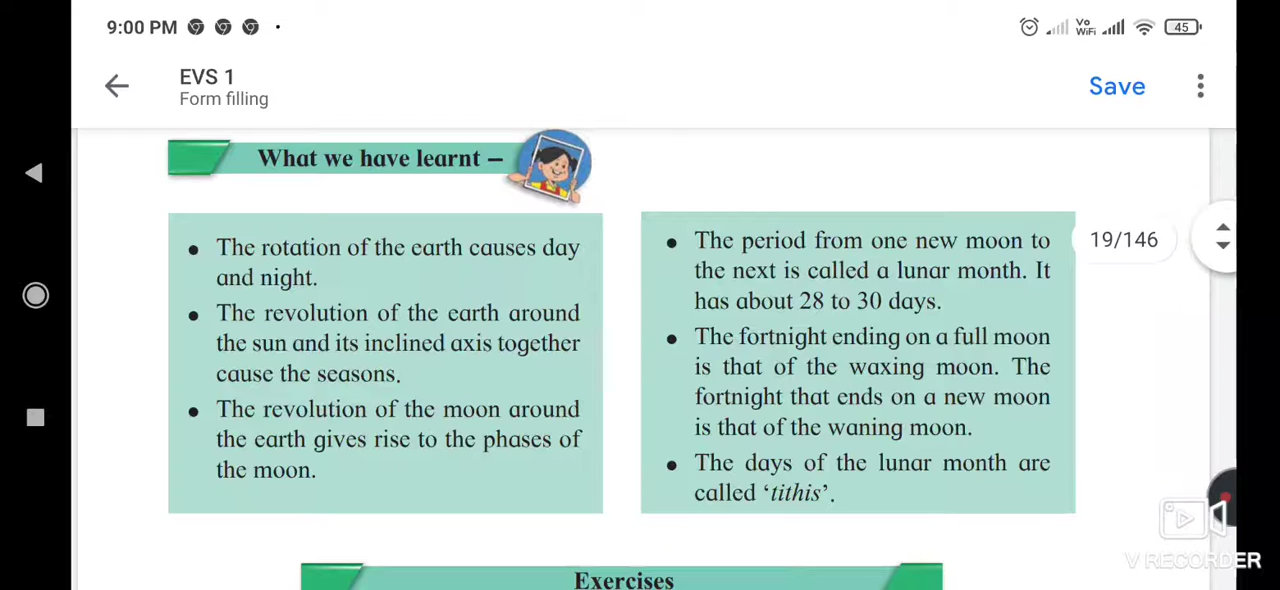 9:00 PM
Vo
WiFi
45
EVS 1
Form filling
Save
What we have learnt –
• The rotation of the earth causes day
and night.
• The revolution of the earth around
the sun and its inclined axis together
cause the seasons.
• The revolution of the moon around
the earth gives rise to the phases of
the moon.
• The period from one new moon to
the next is called a lunar month. It
has about 28 to 30 days.
• The fortnight ending on a full moon
is that of the waxing moon. The
fortnight that ends on a new moon
is that of the waning moon.
• The days of the lunar month are
called ‘tithis’.
19/146
Exercises
V RECORDER